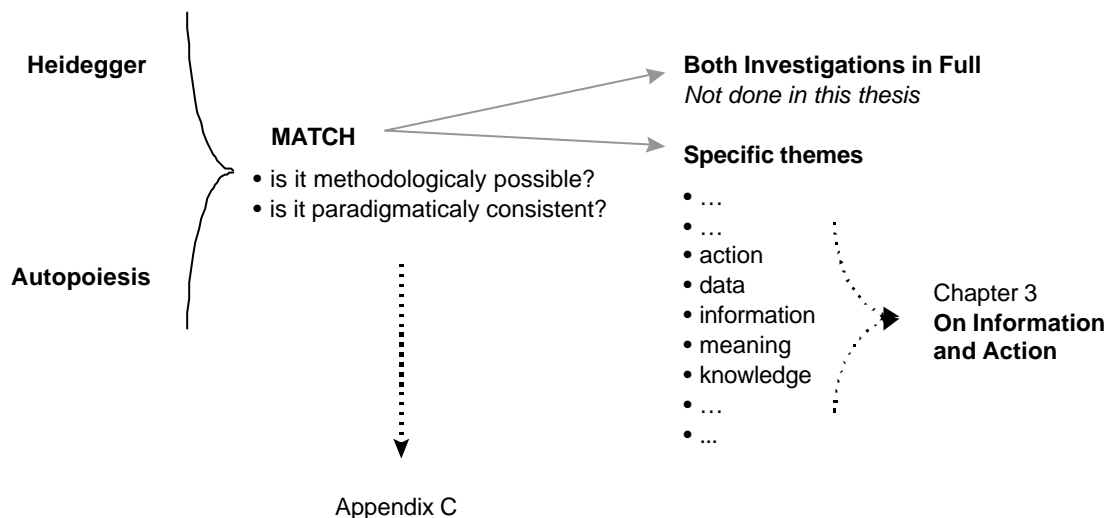 Heidegger
Autopoiesis
MATCH
• is it methodologicaly possible?
• is it paradigmaticaly consistent?
Appendix C
Both Investigations in Full
Not done in this thesis
Specific themes
• …
• …
• action
• data
• information
• meaning
• knowledge
• …
• ...
Chapter 3
On Information
and Action